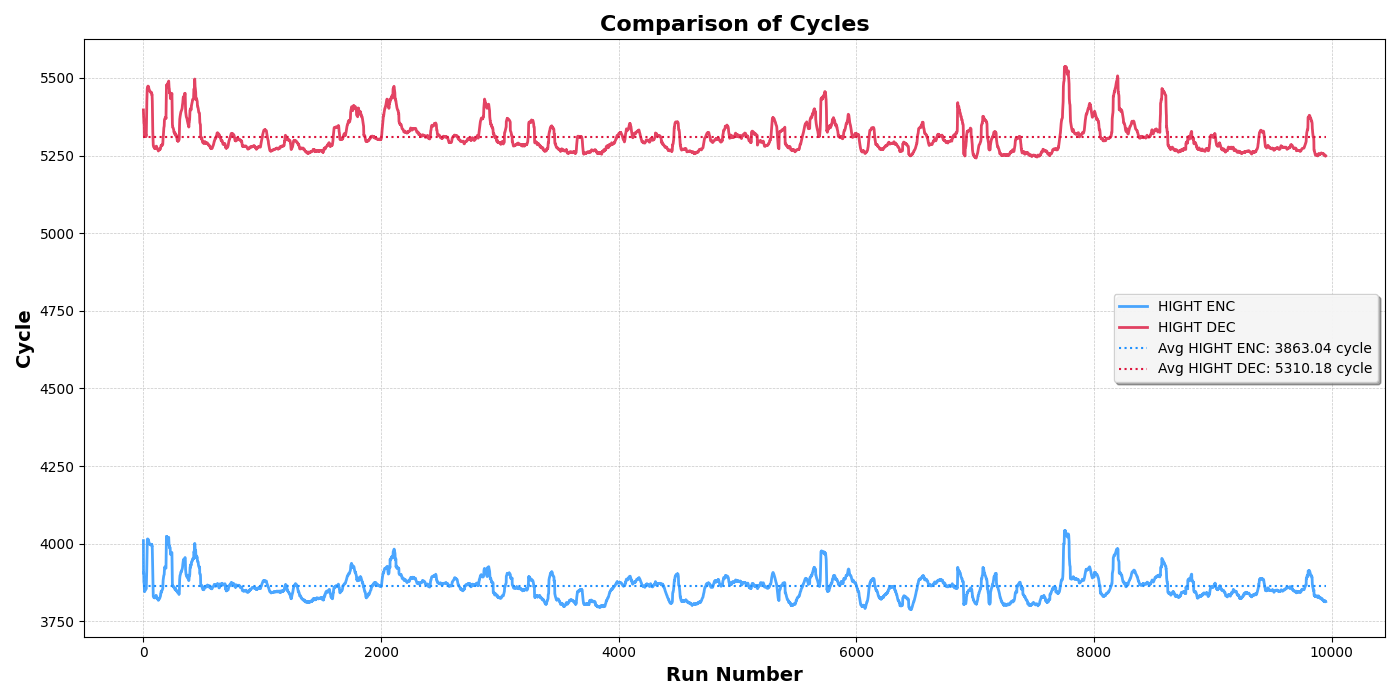 Comparison of Cycles
Cycle
5500
5250
5000
4750
4500
4250
4000
3750
HIGHT ENC
HIGHT DEC
Avg HIGHT ENC: 3863.04 cycle
Avg HIGHT DEC: 5310.18 cycle
0
2000
4000
6000
8000
10000
Run Number